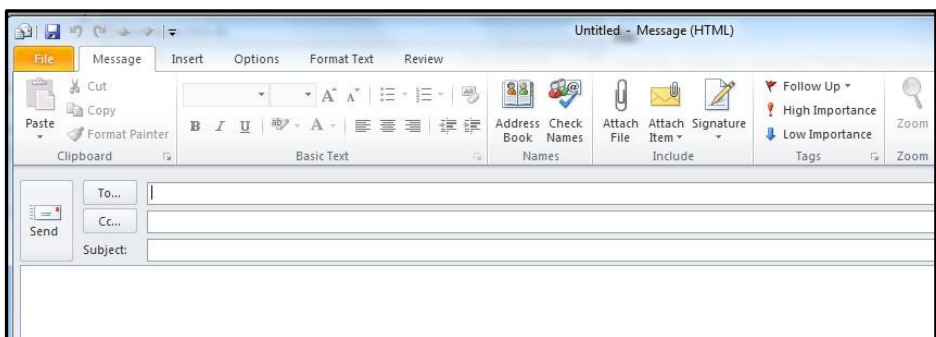 Untitled - Message (HTML)
File Message Insert Options Format Text Review
Cut
Copy
Format Painter
Paste
Clipboard
A A
B I U ab A
Basic Text
Address Book
Check Names
Names
Attach File
Attach Item
Signature
Include
Follow Up
High Importance
Low Importance
Tags
Zoom
Zoom
Send
To...
Cc...
Subject: